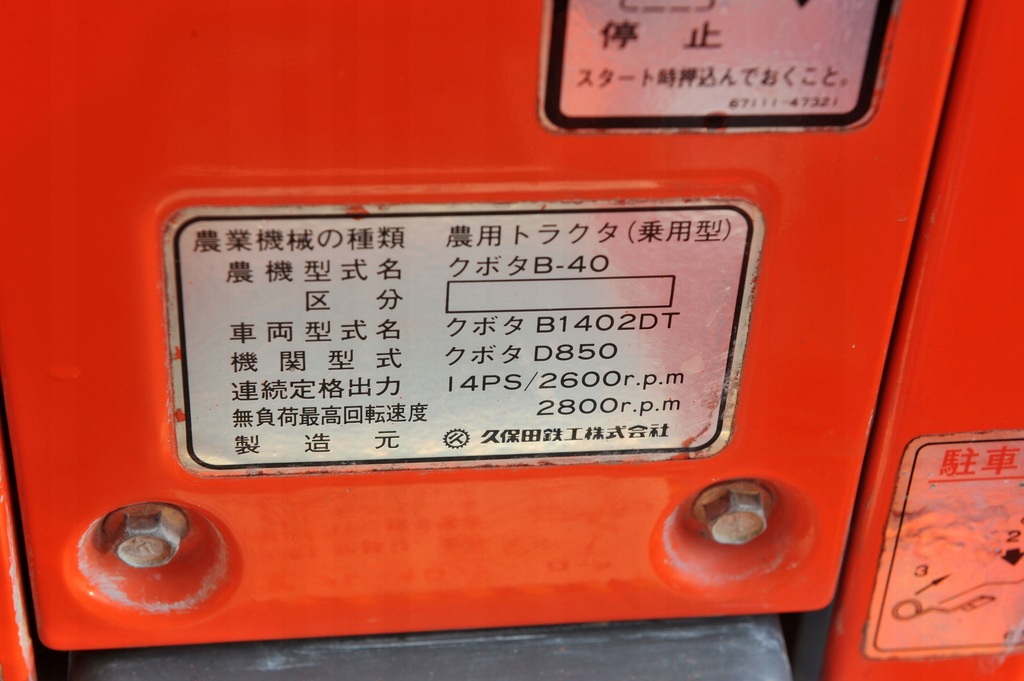 停止
スタート時押込んでおくこと。
67111-47321
農業機械の種類 農用トラクタ(乗用型)
農機型式名 クボタB-40
区分
車両型式名 クボタB1402DT
機関型式 クボタD850
連続定格出力 14PS/2600r.p.m
無負荷最高回転速度 2800r.p.m
製造元 久保田鉄工株式会社
駐車
2
3